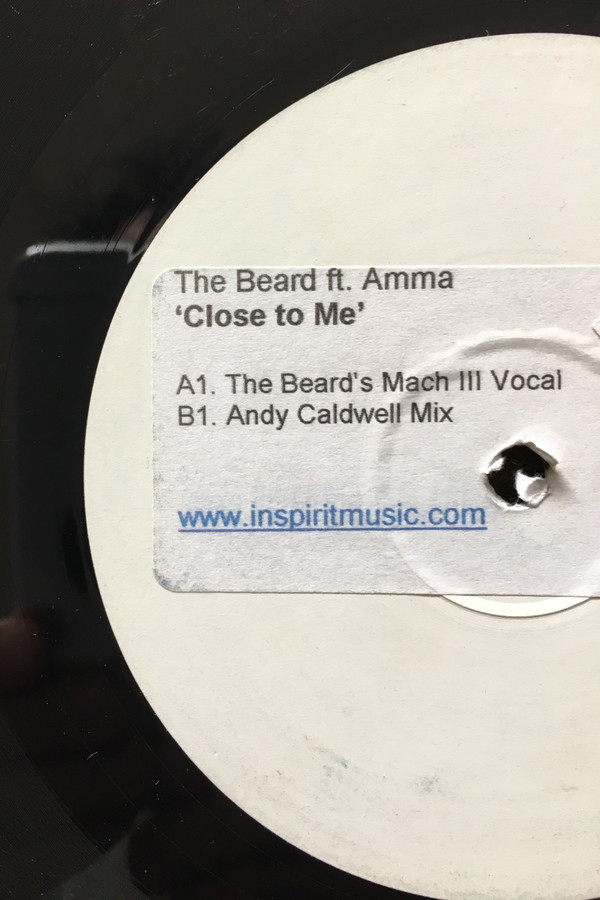 The Beard ft. Amma
‘Close to Me’
A1. The Beard's Mach III Vocal
B1. Andy Caldwell Mix
www.inspiritmusic.com